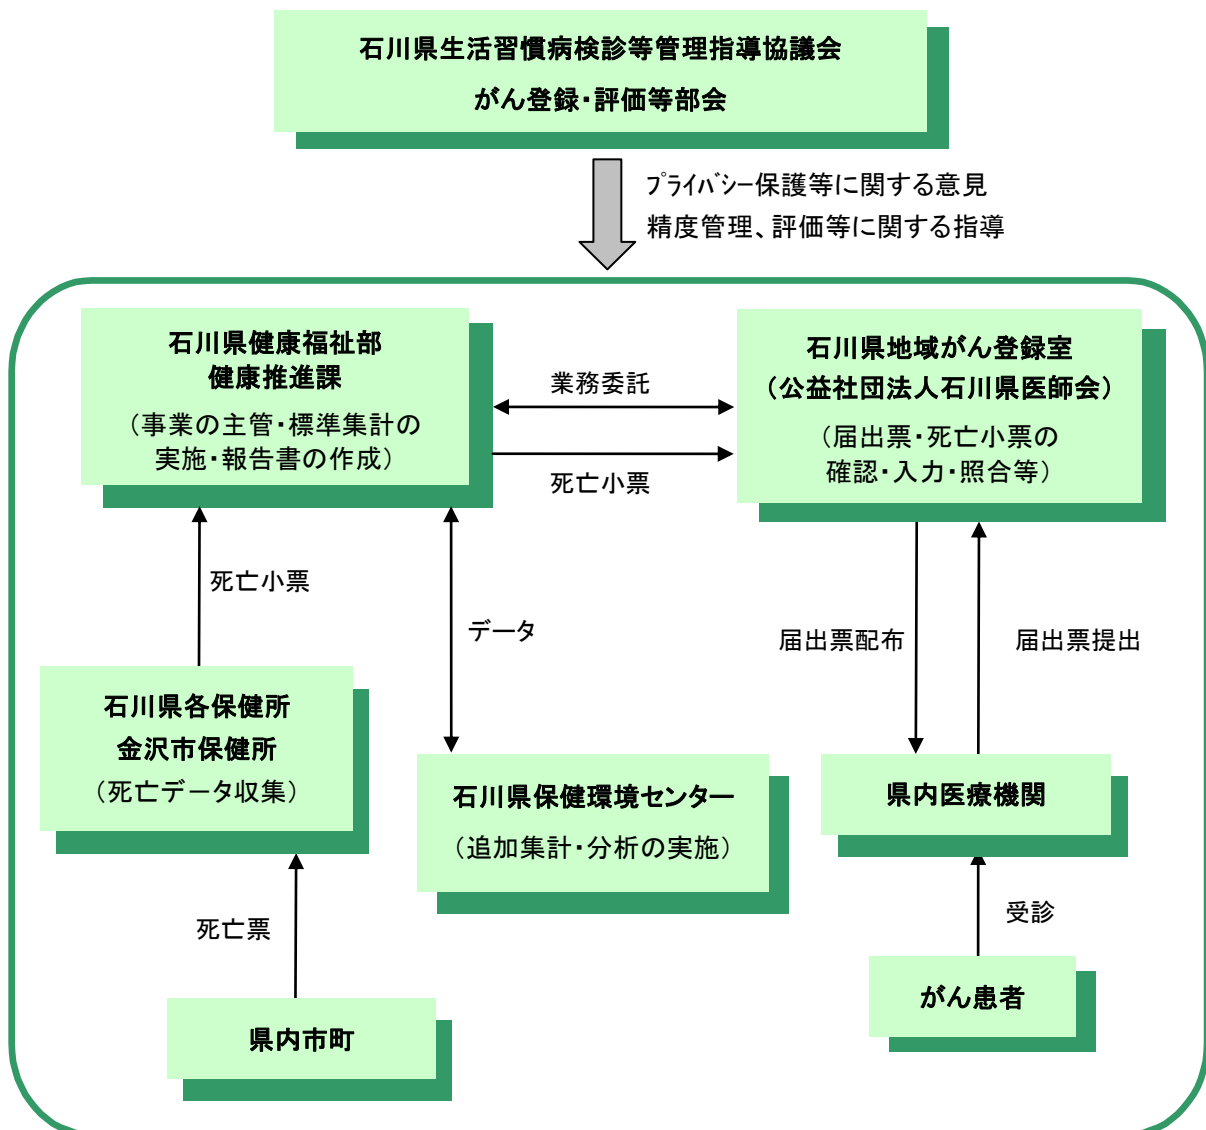 石川県生活習慣病検診等管理指導協議会
がん登録・評価等部会
ﾌﾟﾗｲﾊﾞｼｰ保護等に関する意見
精度管理、評価等に関する指導
石川県健康福祉部
健康推進課
（事業の主管・標準集計の
実施・報告書の作成）
業務委託
死亡小票
石川県地域がん登録室
（公益社団法人石川県医師会）
（届出票・死亡小票の
確認・入力・照合等）
死亡小票
データ
届出票配布
届出票提出
石川県各保健所
金沢市保健所
（死亡データ収集）
石川県保健環境センター
（追加集計・分析の実施）
県内医療機関
死亡票
受診
県内市町
がん患者